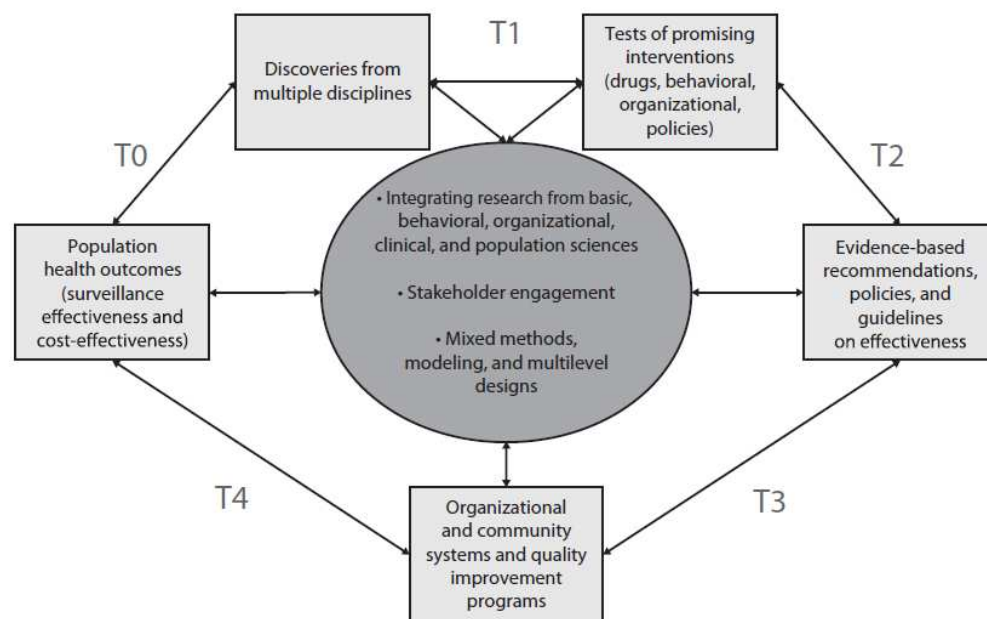 T1
Discoveries from
multiple disciplines
Tests of promising
interventions
(drugs, behavioral,
organizational,
policies)
T0
T2
• Integrating research from basic,
behavioral, organizational,
clinical, and population sciences
• Stakeholder engagement
• Mixed methods,
modeling, and multilevel
designs
Population
health outcomes
(surveillance
effectiveness and
cost-effectiveness)
Evidence-based
recommendations,
policies, and
guidelines
on effectiveness
T4
T3
Organizational
and community
systems and quality
improvement
programs